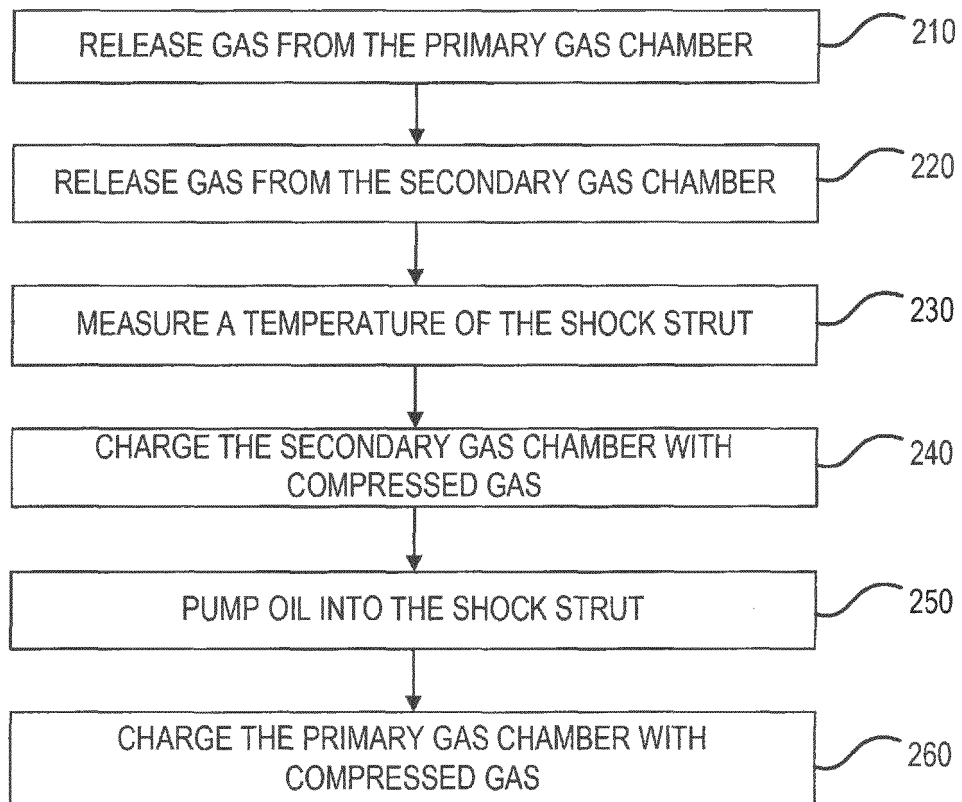 RELEASE GAS FROM THE PRIMARY GAS CHAMBER
210
RELEASE GAS FROM THE SECONDARY GAS CHAMBER
220
MEASURE A TEMPERATURE OF THE SHOCK STRUT
230
CHARGE THE SECONDARY GAS CHAMBER WITH
COMPRESSED GAS
240
PUMP OIL INTO THE SHOCK STRUT
250
CHARGE THE PRIMARY GAS CHAMBER WITH
COMPRESSED GAS
260